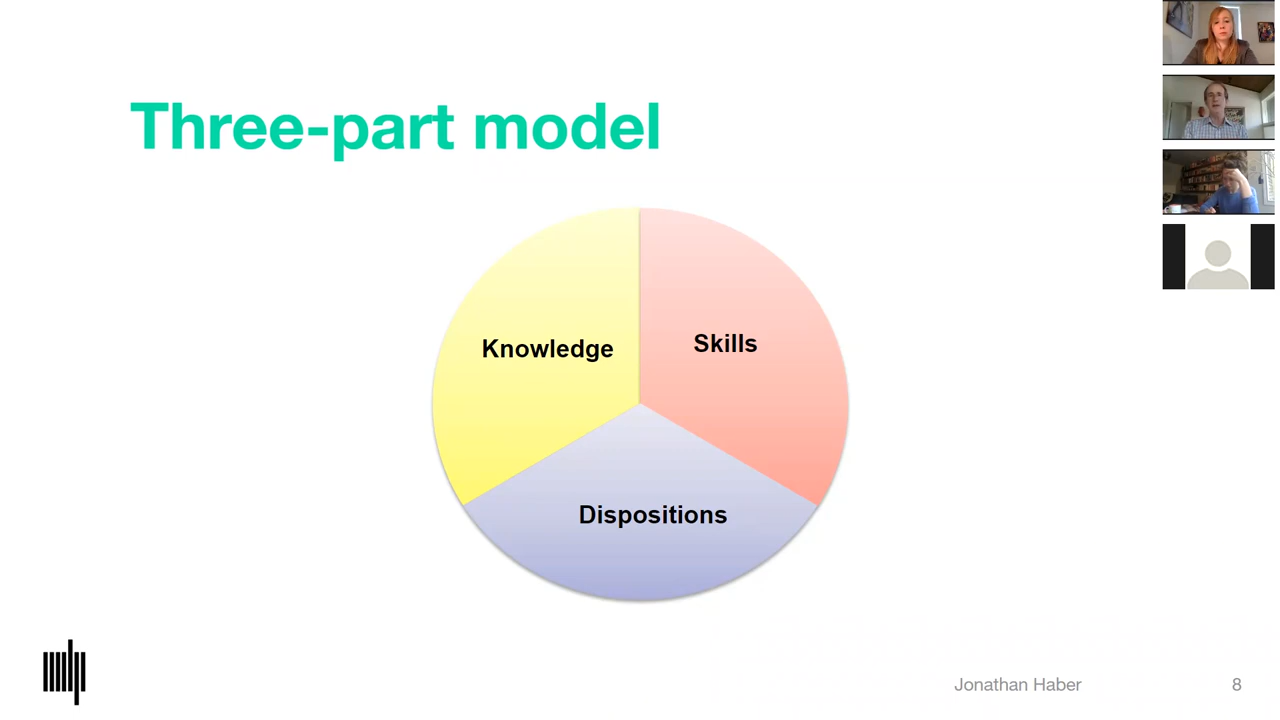 Three-part model
Knowledge
Skills
Dispositions
Jonathan Haber
8